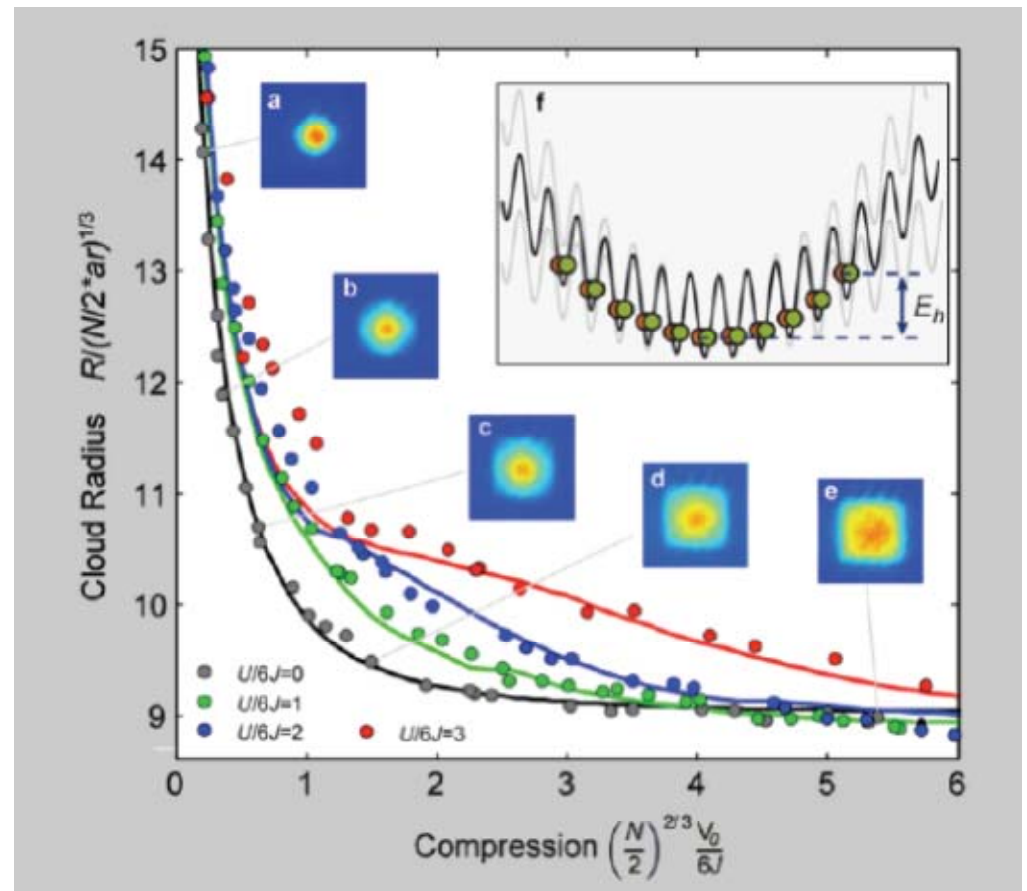 15
14
13
12
11
10
9
Cloud Radius R/(N/2*ar)^{1/3}
a
b
c
d
e
f
E_h
U/6J=0
U/6J=1
U/6J=2
U/6J=3
0 1 2 3 4 5 6
Compression (N/2)^{2/3} V_0/6J